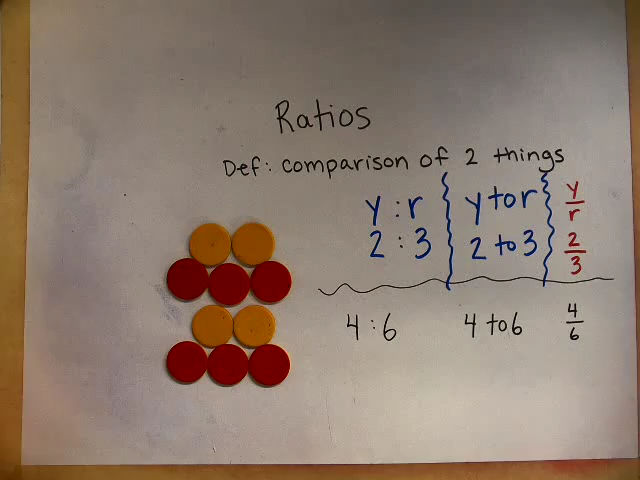 Ratios
Def: comparison of 2 things
y : r y to r y/r
2 : 3 2 to 3 2/3
4 : 6 4 to 6 4/6